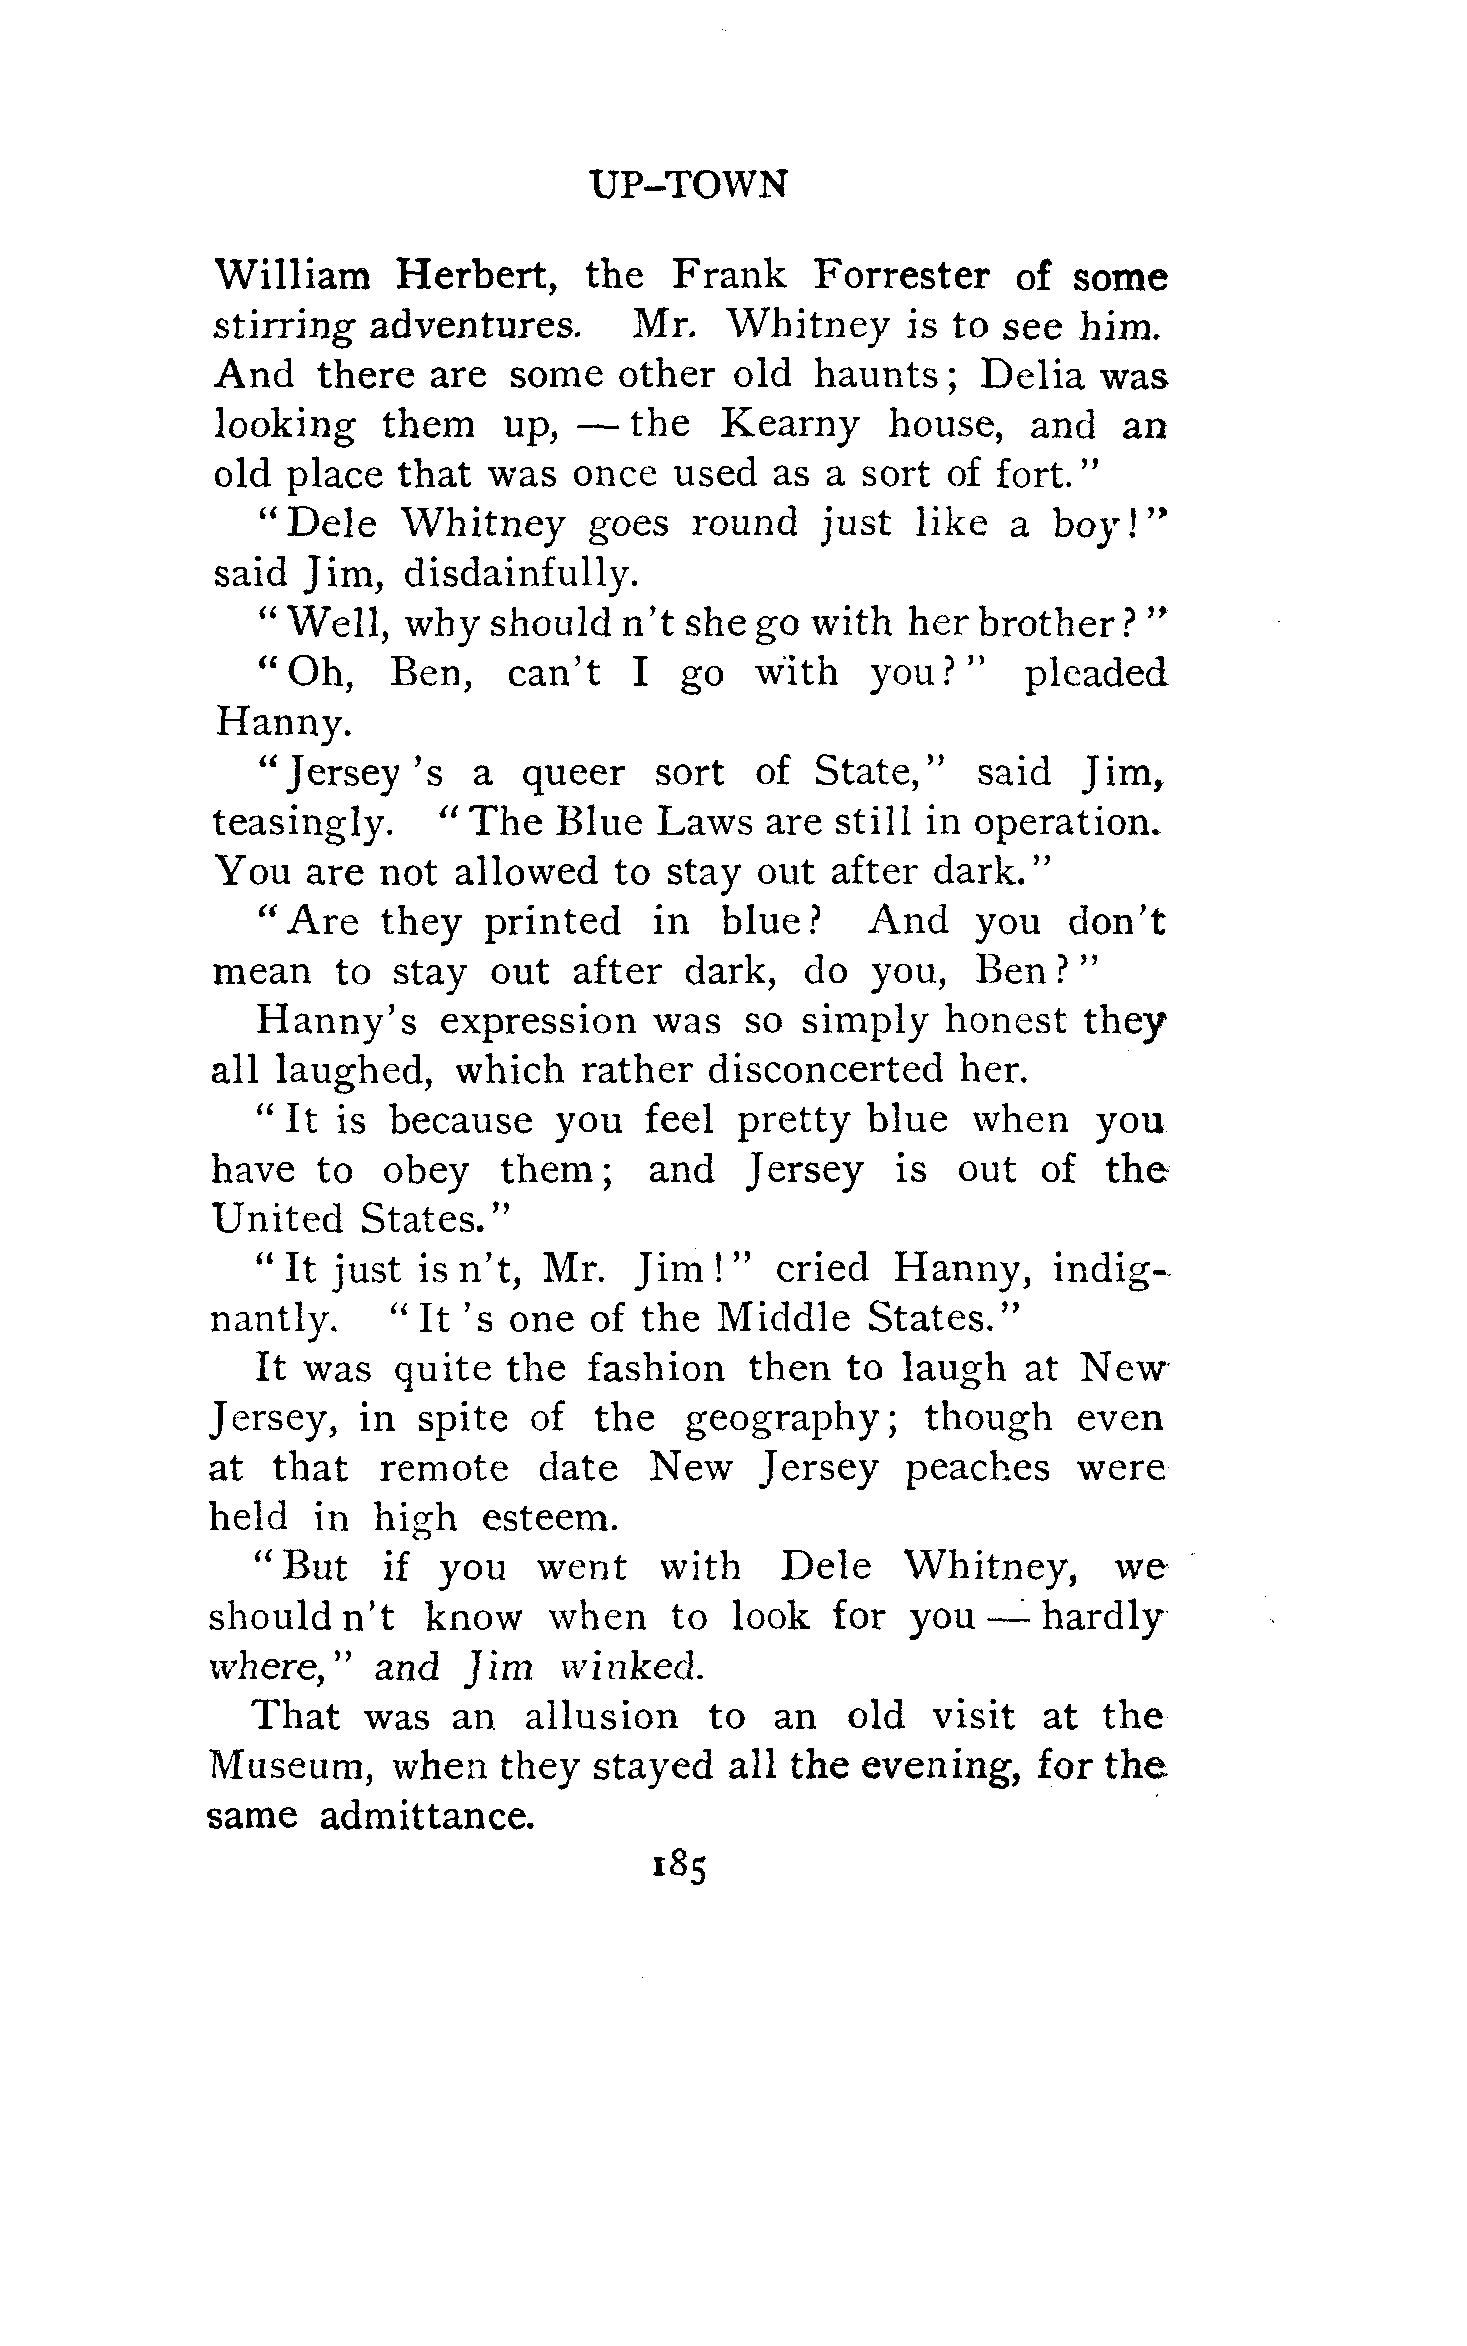 UP-TOWN
William Herbert, the Frank Forrester of some
stirring adventures. Mr. Whitney is to see him.
And there are some other old haunts; Delia was
looking them up, — the Kearny house, and an
old place that was once used as a sort of fort."
"Dele Whitney goes round just like a boy!"
said Jim, disdainfully.
"Well, why should n't she go with her brother?"
"Oh, Ben, can't I go with you?" pleaded
Hanny.
"Jersey 's a queer sort of State," said Jim,
teasingly. "The Blue Laws are still in operation.
You are not allowed to stay out after dark."
"Are they printed in blue? And you don't
mean to stay out after dark, do you, Ben?"
Hanny's expression was so simply honest they
all laughed, which rather disconcerted her.
"It is because you feel pretty blue when you
have to obey them; and Jersey is out of the
United States."
"It just is n't, Mr. Jim!" cried Hanny, indig-
nantly. "It 's one of the Middle States."
It was quite the fashion then to laugh at New
Jersey, in spite of the geography; though even
at that remote date New Jersey peaches were
held in high esteem.
"But if you went with Dele Whitney, we
should n't know when to look for you — hardly
where," and Jim winked.
That was an allusion to an old visit at the
Museum, when they stayed all the evening, for the
same admittance.
185